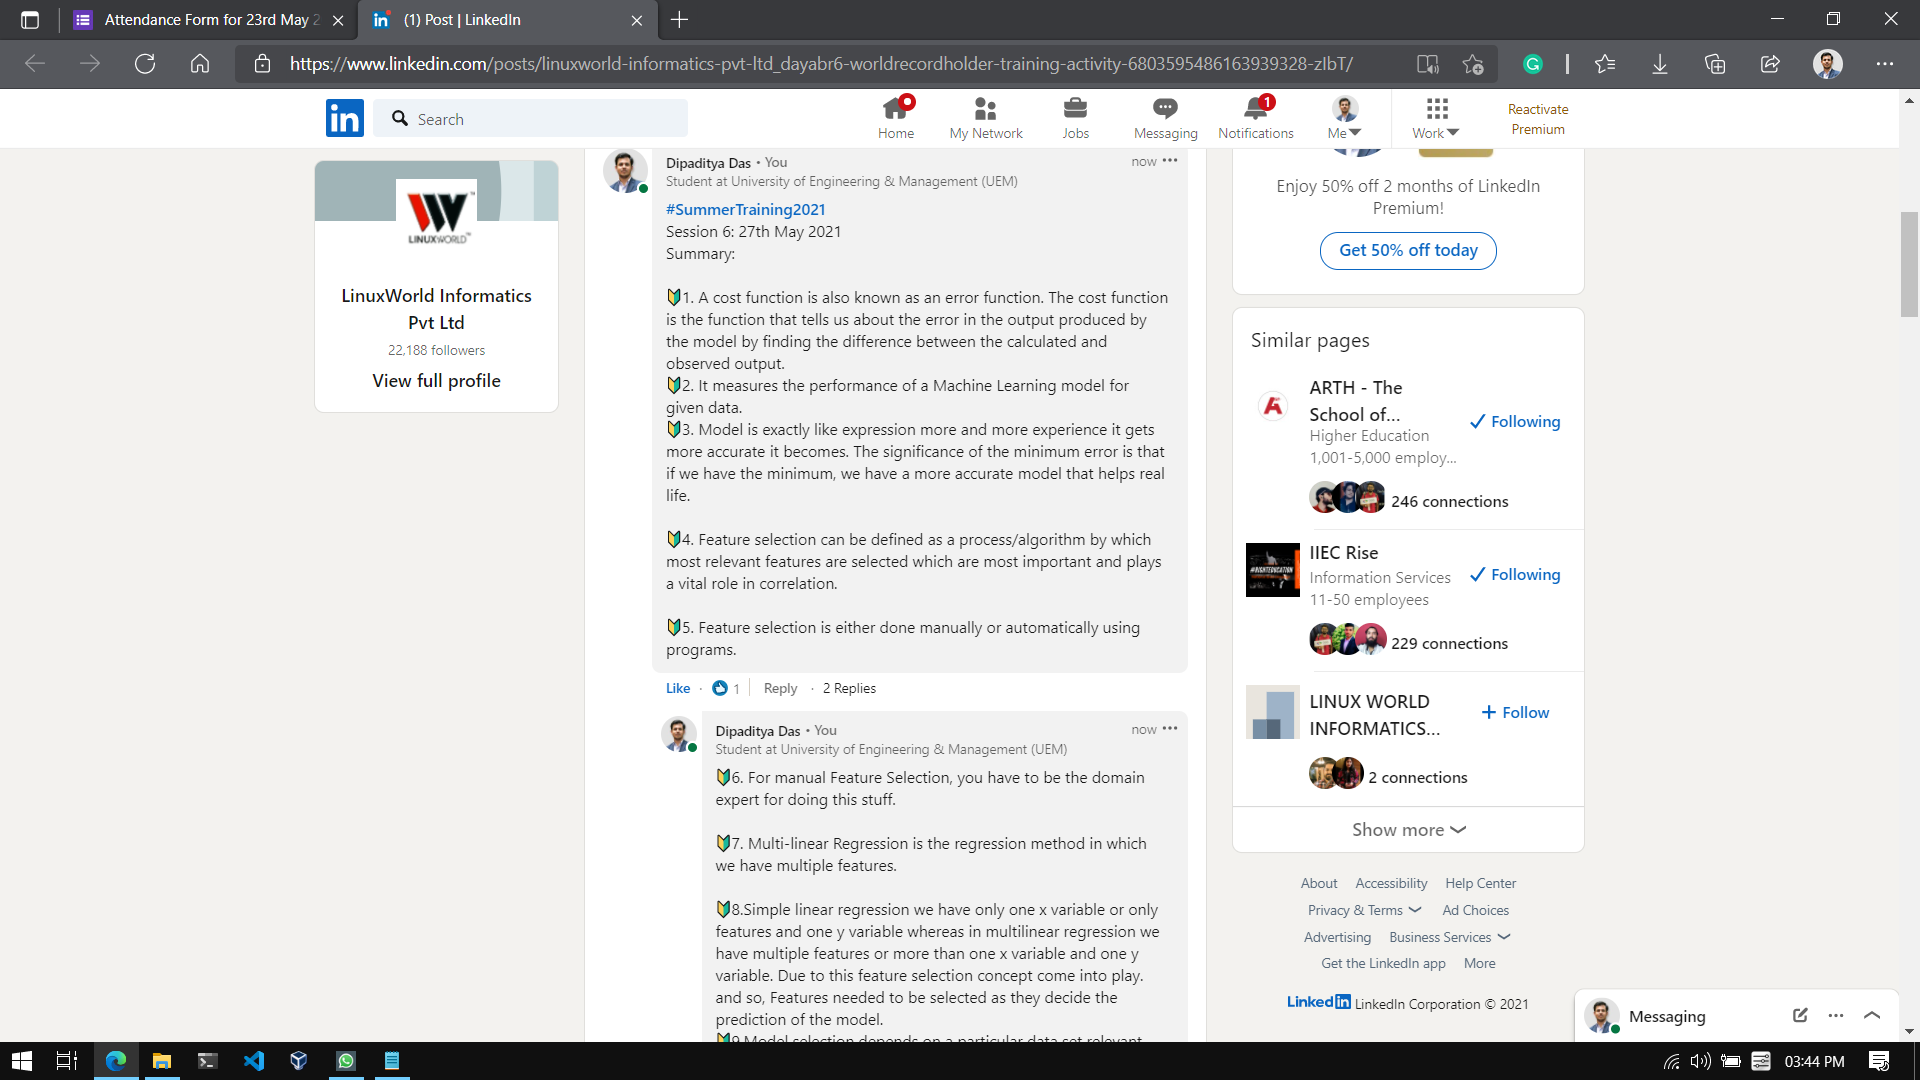 Attendance Form for 23rd May 2
(1) Post | LinkedIn
https://www.linkedin.com/posts/linuxworld-informatics-pvt-ltd_dayabr6-worldrecordholder-training-activity-6803595486163939328-zIbT/
Search
Home
My Network
Jobs
Messaging
1
Notifications
Me
Work
Reactivate
Premium
LINUXWORLD
LinuxWorld Informatics
Pvt Ltd
22,188 followers
View full profile
Dipaditya Das • You
now
Student at University of Engineering & Management (UEM)
#SummerTraining2021
Session 6: 27th May 2021
Summary:
🔰1. A cost function is also known as an error function. The cost function
is the function that tells us about the error in the output produced by
the model by finding the difference between the calculated and
observed output.
🔰2. It measures the performance of a Machine Learning model for
given data.
🔰3. Model is exactly like expression more and more experience it gets
more accurate it becomes. The significance of the minimum error is that
if we have the minimum, we have a more accurate model that helps real
life.
🔰4. Feature selection can be defined as a process/algorithm by which
most relevant features are selected which are most important and plays
a vital role in correlation.
🔰5. Feature selection is either done manually or automatically using
programs.
Like · 1 | Reply · 2 Replies
Dipaditya Das • You
now
Student at University of Engineering & Management (UEM)
🔰6. For manual Feature Selection, you have to be the domain
expert for doing this stuff.
🔰7. Multi-linear Regression is the regression method in which
we have multiple features.
🔰8.Simple linear regression we have only one x variable or only
features and one y variable whereas in multilinear regression we
have multiple features or more than one x variable and one y
variable. Due to this feature selection concept come into play.
and so, Features needed to be selected as they decide the
prediction of the model.
🔰9.Model selection depends on a particular data set relevant
Enjoy 50% off 2 months of LinkedIn
Premium!
Get 50% off today
Similar pages
ARTH - The
School of...
Higher Education
1,001-5,000 employ...
Following
246 connections
#RIGHTEDUCATION
IIEC Rise
Information Services
11-50 employees
Following
229 connections
LINUX WORLD
INFORMATICS...
Follow
2 connections
Show more
About Accessibility Help Center
Privacy & Terms Ad Choices
Advertising Business Services
Get the LinkedIn app More
LinkedIn LinkedIn Corporation © 2021
Messaging
03:44 PM